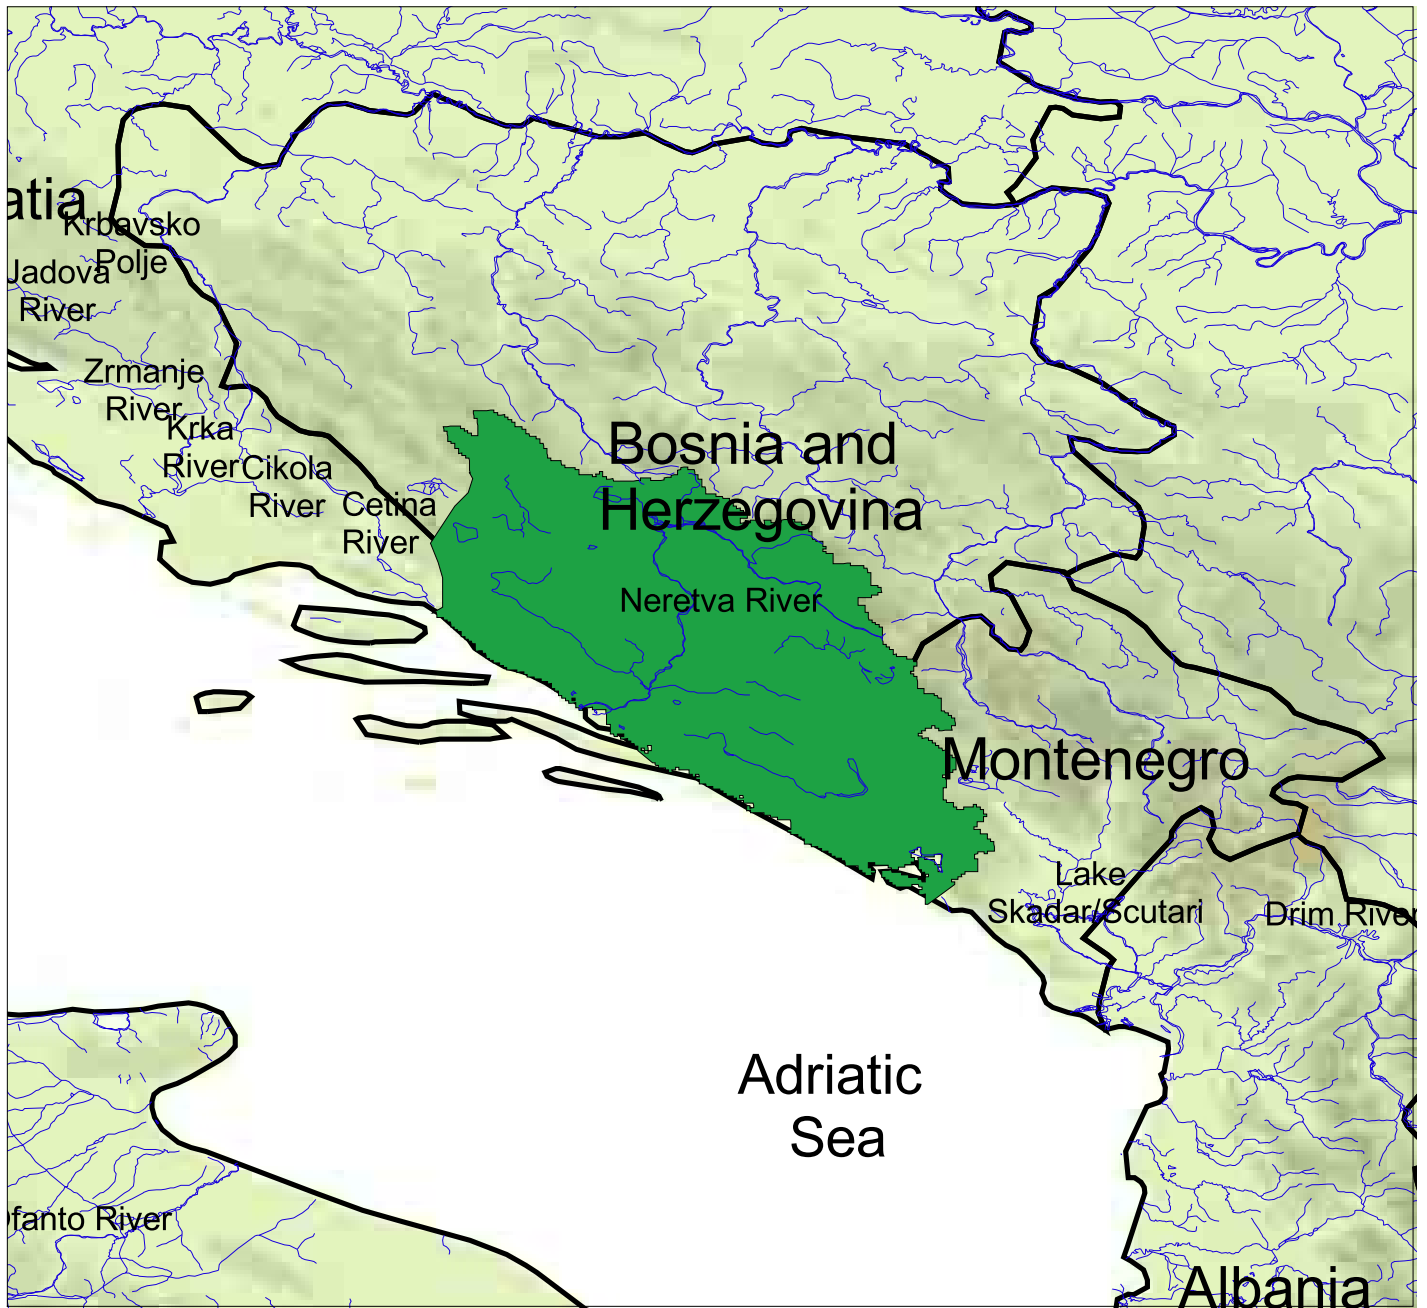 atia
Krbavsko
Polje
Jadova
River
Zrmanje
River
Krka
River
Cikola
River
Cetina
River
Bosnia and
Herzegovina
Neretva River
Montenegro
Lake
Skadar/Scutari
Drim River
Adriatic
Sea
fanto River
Albania